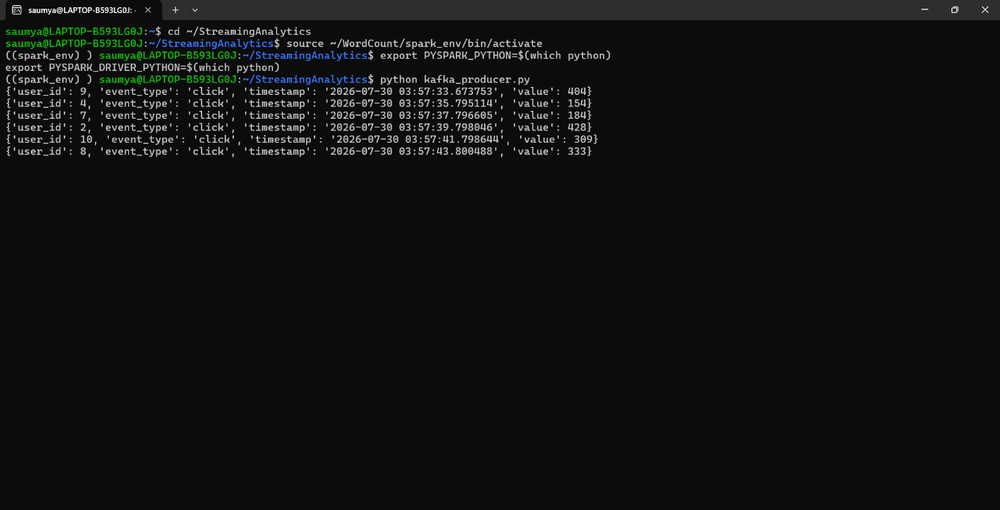 saumya@LAPTOP-B593LG0J: ·
saumya@LAPTOP-B593LG0J:~$ cd ~/StreamingAnalytics
saumya@LAPTOP-B593LG0J:~/StreamingAnalytics$ source ~/WordCount/spark_env/bin/activate
((spark_env) ) saumya@LAPTOP-B593LG0J:~/StreamingAnalytics$ export PYSPARK_PYTHON=$(which python)
export PYSPARK_DRIVER_PYTHON=$(which python)
((spark_env) ) saumya@LAPTOP-B593LG0J:~/StreamingAnalytics$ python kafka_producer.py
{'user_id': 9, 'event_type': 'click', 'timestamp': '2026-07-30 03:57:33.673753', 'value': 404}
{'user_id': 4, 'event_type': 'click', 'timestamp': '2026-07-30 03:57:35.795114', 'value': 154}
{'user_id': 7, 'event_type': 'click', 'timestamp': '2026-07-30 03:57:37.796605', 'value': 184}
{'user_id': 2, 'event_type': 'click', 'timestamp': '2026-07-30 03:57:39.798046', 'value': 428}
{'user_id': 10, 'event_type': 'click', 'timestamp': '2026-07-30 03:57:41.798644', 'value': 309}
{'user_id': 8, 'event_type': 'click', 'timestamp': '2026-07-30 03:57:43.800488', 'value': 333}